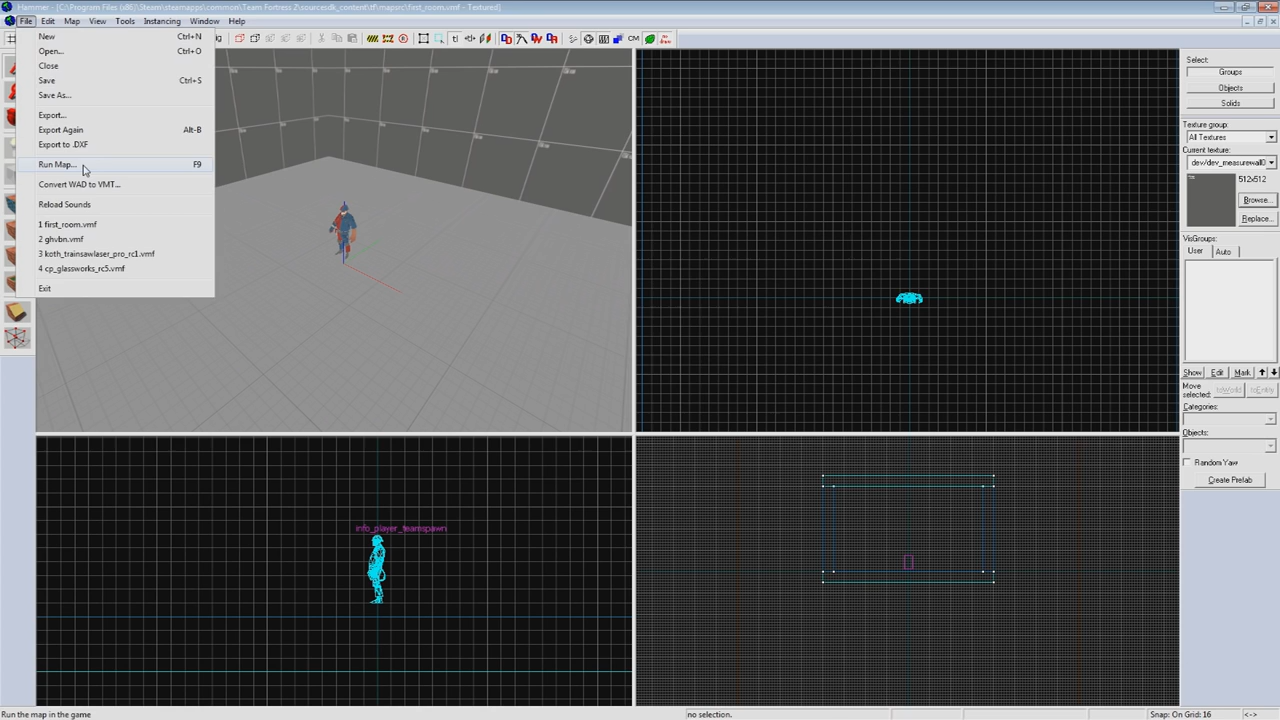 Hammer - [C:\Program Files (x86)\Steam\steamapps\common\Team Fortress 2\sourcesdk_content\tf\mapsrc\first_room.vmf - Textured]
File Edit Map View Tools Instancing Window Help
New Ctrl+N
Open... Ctrl+O
Close
Save Ctrl+S
Save As...
Export...
Export Again Alt-B
Export to .DXF
Run Map... F9
Convert WAD to VMT...
Reload Sounds
1 first_room.vmf
2 ghvbn.vmf
3 koth_trainsawlaser_pro_rc1.vmf
4 cp_glassworks_rc5.vmf
Exit
CM
Select:
Groups
Objects
Solids
Texture group:
All Textures
Current texture:
dev/dev_measurewall0
512x512
Browse...
Replace...
VisGroups:
User Auto
Show Edit Mark
Move
selected: toWorld toEntity
Categories:
Objects:
Random Yaw
Create Prefab
info_player_teamspawn
Run the map in the game
no selection.
Snap: On Grid: 16 <->